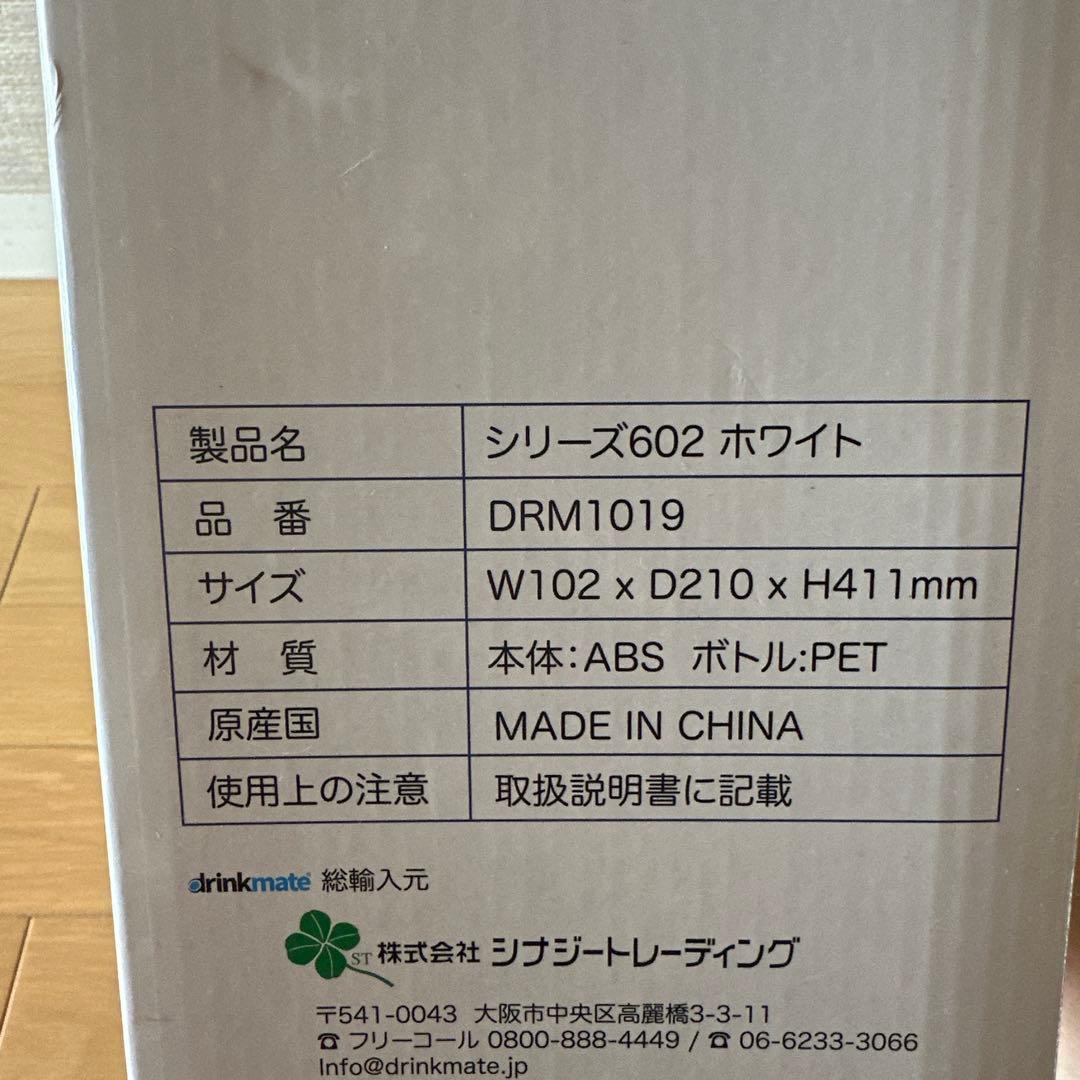 製品名 シリーズ602 ホワイト
品 番 DRM1019
サイズ W102 x D210 x H411mm
材 質 本体:ABS ボトル:PET
原産国 MADE IN CHINA
使用上の注意 取扱説明書に記載
drinkmate 総輸入元
ST 株式会社 シナジートレーディング
〒541-0043 大阪市中央区高麗橋3-3-11
☎ フリーコール 0800-888-4449 / ☎ 06-6233-3066
Info@drinkmate.jp